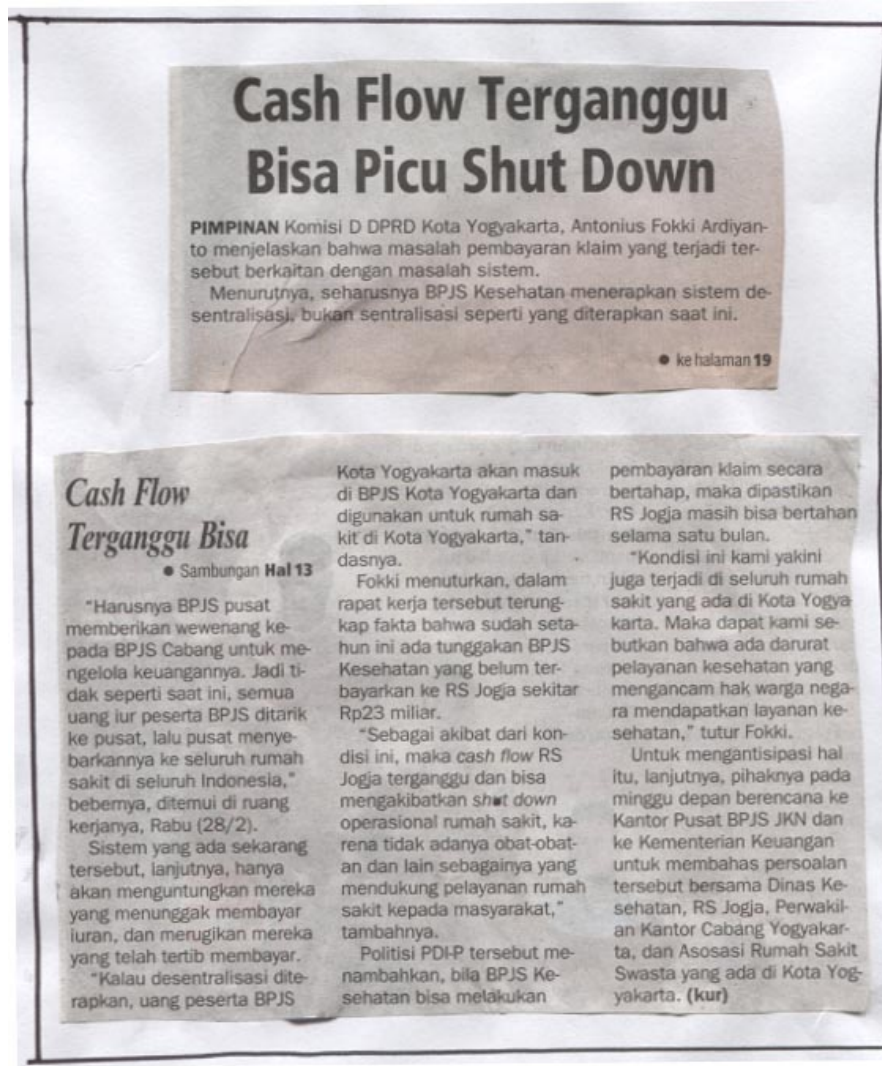 Cash Flow Terganggu
Bisa Picu Shut Down
PIMPINAN Komisi D DPRD Kota Yogyakarta, Antonius Fokki Ardiyan-
to menjelaskan bahwa masalah pembayaran klaim yang terjadi ter-
sebut berkaitan dengan masalah sistem.
Menurutnya, seharusnya BPJS Kesehatan menerapkan sistem de-
sentralisasi, bukan sentralisasi seperti yang diterapkan saat ini.
● ke halaman 19
Cash Flow
Terganggu Bisa
● Sambungan Hal 13
"Harusnya BPJS pusat
memberikan wewenang ke-
pada BPJS Cabang untuk me-
ngelola keuangannya. Jadi ti-
dak seperti saat ini, semua
uang iur peserta BPJS ditarik
ke pusat, lalu pusat menye-
barkannya ke seluruh rumah
sakit di seluruh Indonesia,"
bebernya, ditemui di ruang
kerjanya, Rabu (28/2).
Sistem yang ada sekarang
tersebut, lanjutnya, hanya
akan menguntungkan mereka
yang menunggak membayar
iuran, dan merugikan mereka
yang telah tertib membayar.
"Kalau desentralisasi dite-
rapkan, uang peserta BPJS
Kota Yogyakarta akan masuk
di BPJS Kota Yogyakarta dan
digunakan untuk rumah sa-
kit di Kota Yogyakarta," tan-
dasnya.
Fokki menuturkan, dalam
rapat kerja tersebut terung-
kap fakta bahwa sudah seta-
hun ini ada tunggakan BPJS
Kesehatan yang belum ter-
bayarkan ke RS Jogja sekitar
Rp23 miliar.
"Sebagai akibat dari kon-
disi ini, maka cash flow RS
Jogja terganggu dan bisa
mengakibatkan shut down
operasional rumah sakit, ka-
rena tidak adanya obat-obat-
an dan lain sebagainya yang
mendukung pelayanan rumah
sakit kepada masyarakat,"
tambahnya.
Politisi PDI-P tersebut me-
nambahkan, bila BPJS Ke-
sehatan bisa melakukan
pembayaran klaim secara
bertahap, maka dipastikan
RS Jogja masih bisa bertahan
selama satu bulan.
"Kondisi ini kami yakini
juga terjadi di seluruh rumah
sakit yang ada di Kota Yogya
karta. Maka dapat kami se-
butkan bahwa ada darurat
pelayanan kesehatan yang
mengancam hak warga nega-
ra mendapatkan layanan ke-
sehatan," tutur Fokki.
Untuk mengantisipasi hal
itu, lanjutnya, pihaknya pada
minggu depan berencana ke
Kantor Pusat BPJS JKN dan
ke Kementerian Keuangan
untuk membahas persoalan
tersebut bersama Dinas Ke-
sehatan, RS Jogja, Perwakil-
an Kantor Cabang Yogyakar-
ta, dan Asosasi Rumah Sakit
Swasta yang ada di Kota Yog-
yakarta. (kur)